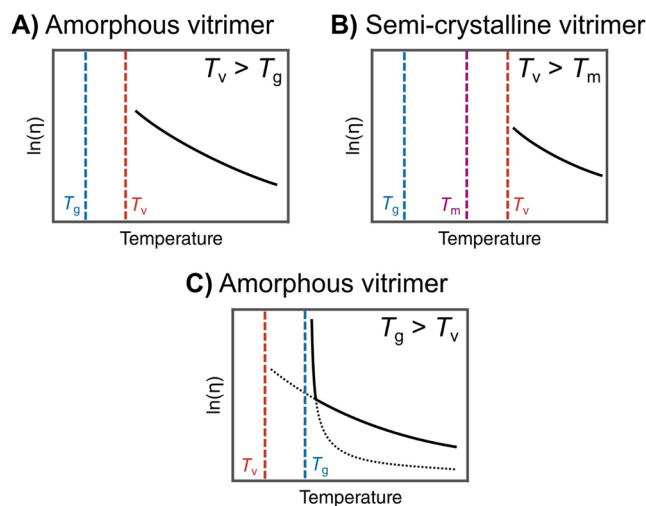 A) Amorphous vitrimer
Tv > Tg
ln(η)
Tg
Tv
Temperature
B) Semi-crystalline vitrimer
Tv > Tm
ln(η)
Tg
Tm
Tv
Temperature
C) Amorphous vitrimer
Tg > Tv
ln(η)
Tv
Tg
Temperature